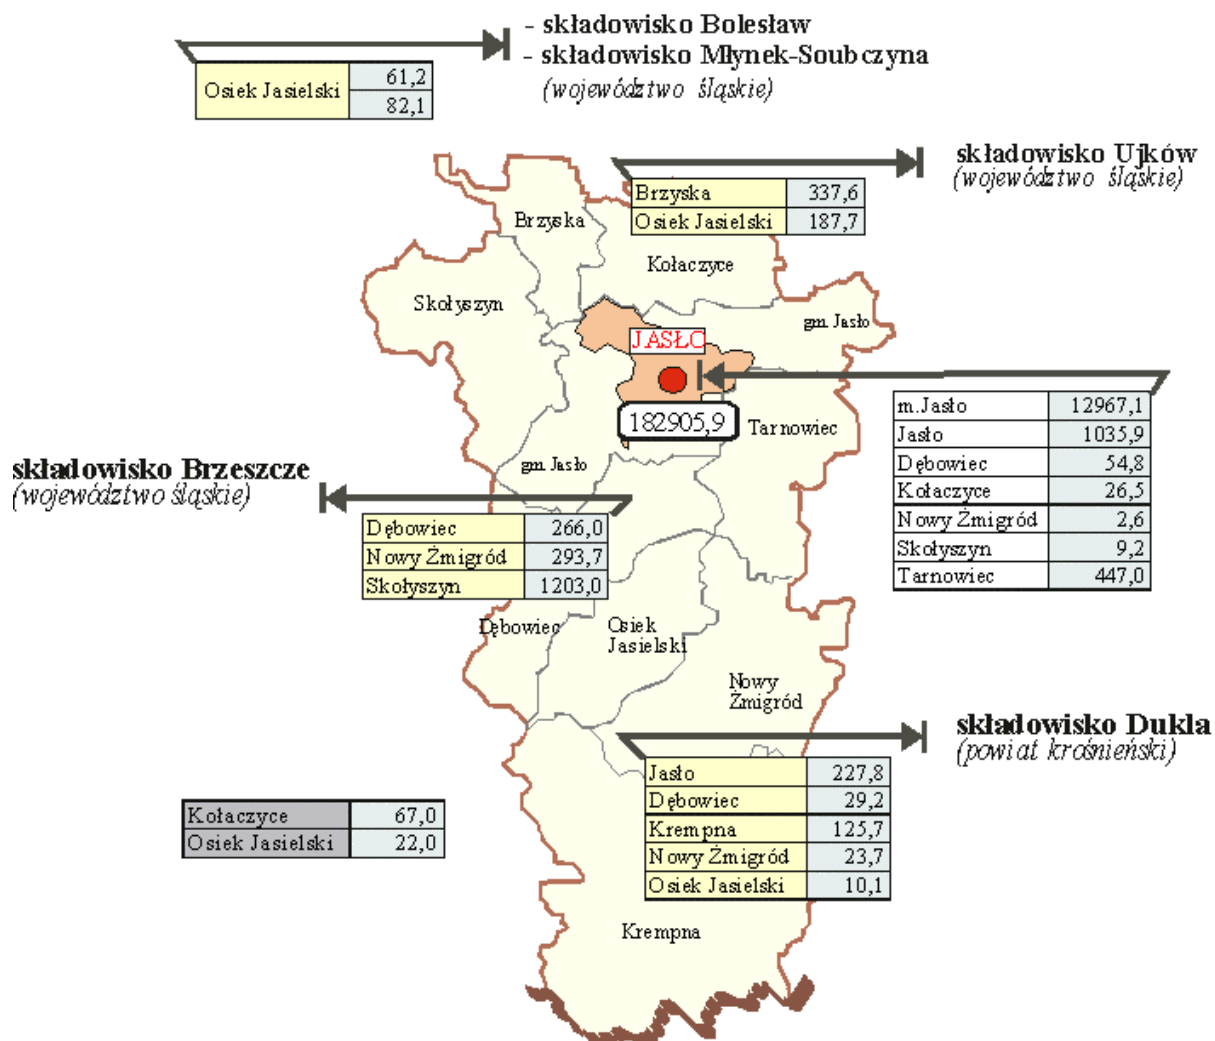 - składowisko Bolesław
- składowisko Młynek-Soubczyna
(województwo śląskie)
Osiek Jasielski 61,2
82,1
składowisko Ujków
(województwo śląskie)
Brzyska 337,6
Osiek Jasielski 187,7
Brzyska
Kołaczyce
Skołyszyn
gm. Jasło
JASŁO
182905,9
Tarnowiec
m.Jasło 12967,1
Jasło 1035,9
Dębowiec 54,8
Kołaczyce 26,5
Nowy Żmigród 2,6
Skołyszyn 9,2
Tarnowiec 447,0
gm. Jasło
składowisko Brzeszcze
(województwo śląskie)
Dębowiec 266,0
Nowy Żmigród 293,7
Skołyszyn 1203,0
Dębowiec
Osiek
Jasielski
Nowy
Żmigród
składowisko Dukla
(powiat krośnieński)
Jasło 227,8
Dębowiec 29,2
Krempna 125,7
Nowy Żmigród 23,7
Osiek Jasielski 10,1
Kołaczyce 67,0
Osiek Jasielski 22,0
Krempna